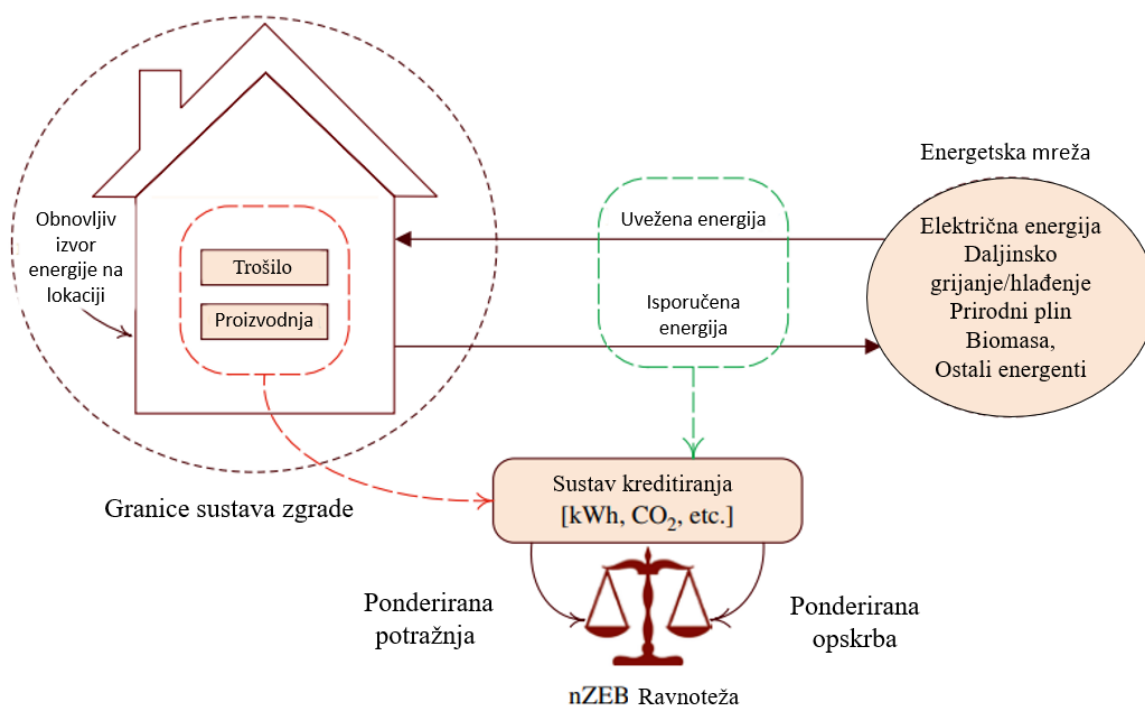 Obnovljiv
izvor
energije na
lokaciji
Trošilo
Proizvodnja
Granice sustava zgrade
Uvežena energija
Isporučena
energija
Energetska mreža
Električna energija
Daljinsko
grijanje/hlađenje
Prirodni plin
Biomasa,
Ostali energenti
Sustav kreditiranja
[kWh, CO₂, etc.]
Ponderirana
potražnja
Ponderirana
opskrba
nZEB Ravnoteža